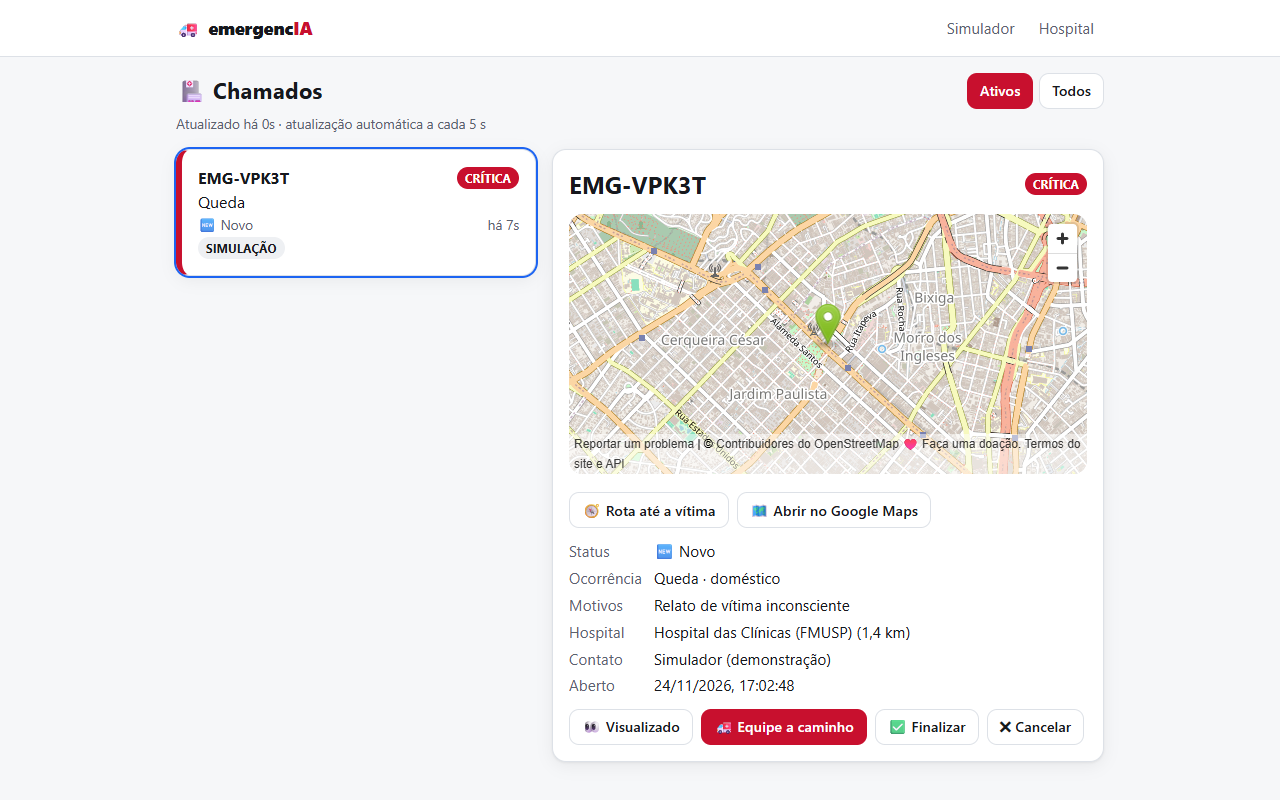 emergencIA
Simulador
Hospital
Chamados
Ativos
Todos
Atualizado há 0s · atualização automática a cada 5 s
EMG-VPK3T
CRÍTICA
Queda
NEW Novo
há 7s
SIMULAÇÃO
EMG-VPK3T
CRÍTICA
+
−
Bixiga
Rua Rocha
Rua Itapeva
Morro dos
Ingleses
Cerqueira Cesar
Alameda Santos
Jardim Paulista
Reportar um problema | © Contribuidores do OpenStreetMap ❤ Faça uma doação. Termos do
site e API
Rota até a vítima
Abrir no Google Maps
Status NEW Novo
Ocorrência Queda · doméstico
Motivos Relato de vítima inconsciente
Hospital Hospital das Clínicas (FMUSP) (1,4 km)
Contato Simulador (demonstração)
Aberto 24/11/2026, 17:02:48
Visualizado
Equipe a caminho
Finalizar
Cancelar